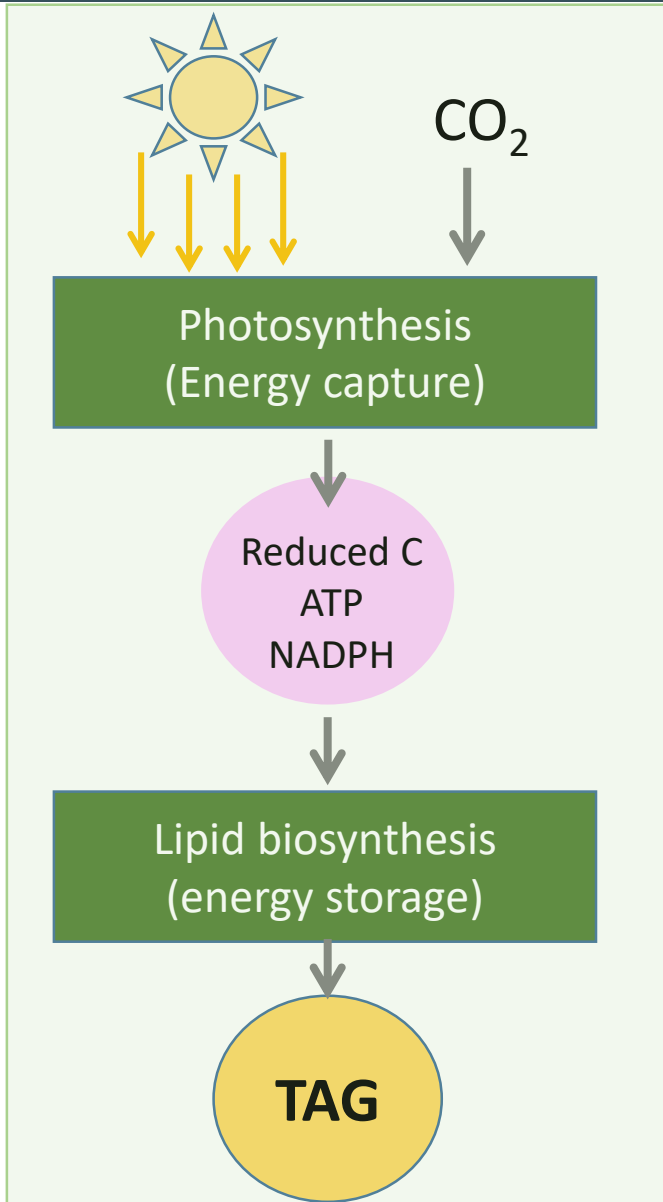 CO₂
Photosynthesis
(Energy capture)
Reduced C
ATP
NADPH
Lipid biosynthesis
(energy storage)
TAG